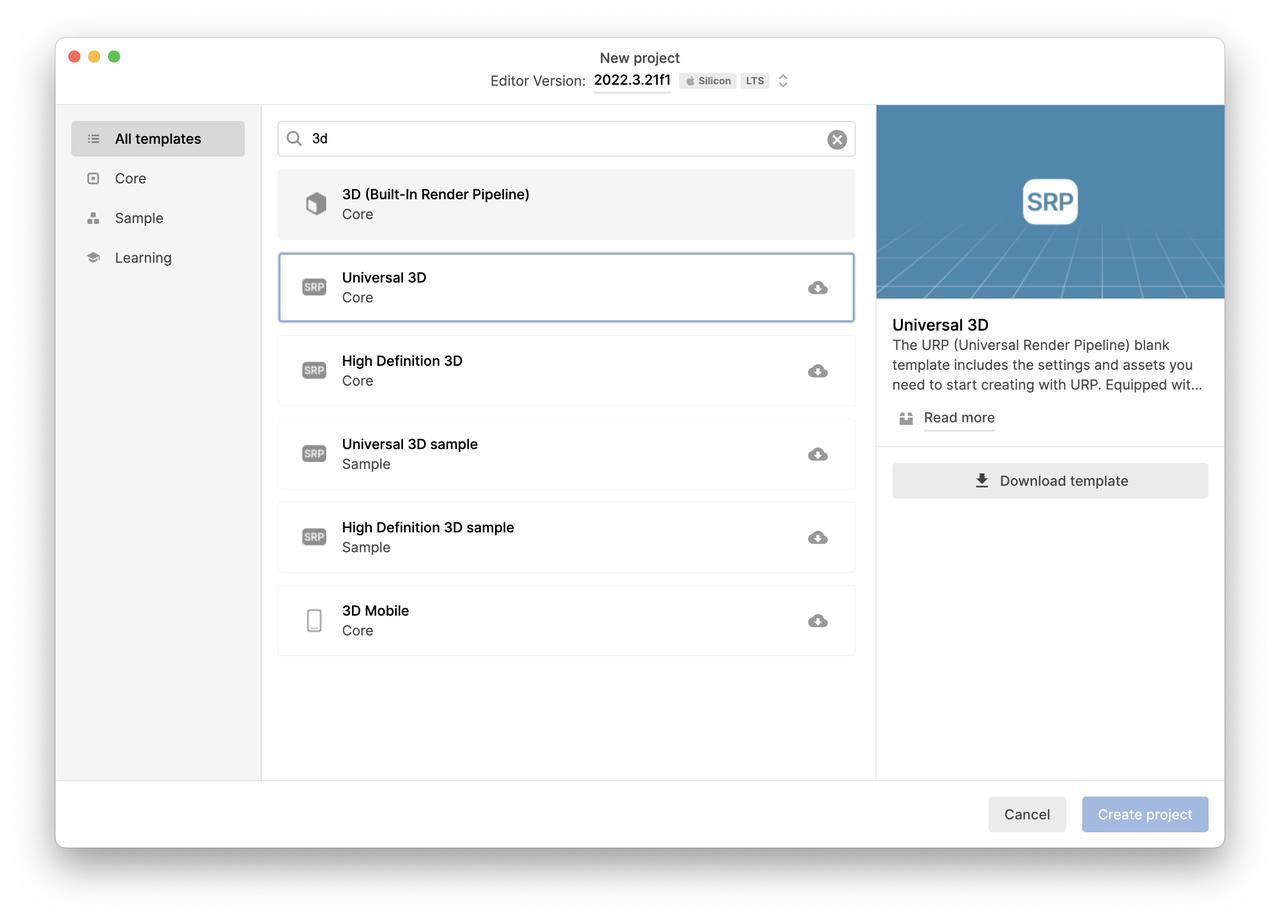 New project
Editor Version: 2022.3.21f1 Silicon LTS
All templates
Core
Sample
Learning
3d
3D (Built-In Render Pipeline)
Core
SRP
Universal 3D
Core
SRP
High Definition 3D
Core
SRP
Universal 3D sample
Sample
SRP
High Definition 3D sample
Sample
3D Mobile
Core
SRP
Universal 3D
The URP (Universal Render Pipeline) blank
template includes the settings and assets you
need to start creating with URP. Equipped wit...
Read more
Download template
Cancel
Create project